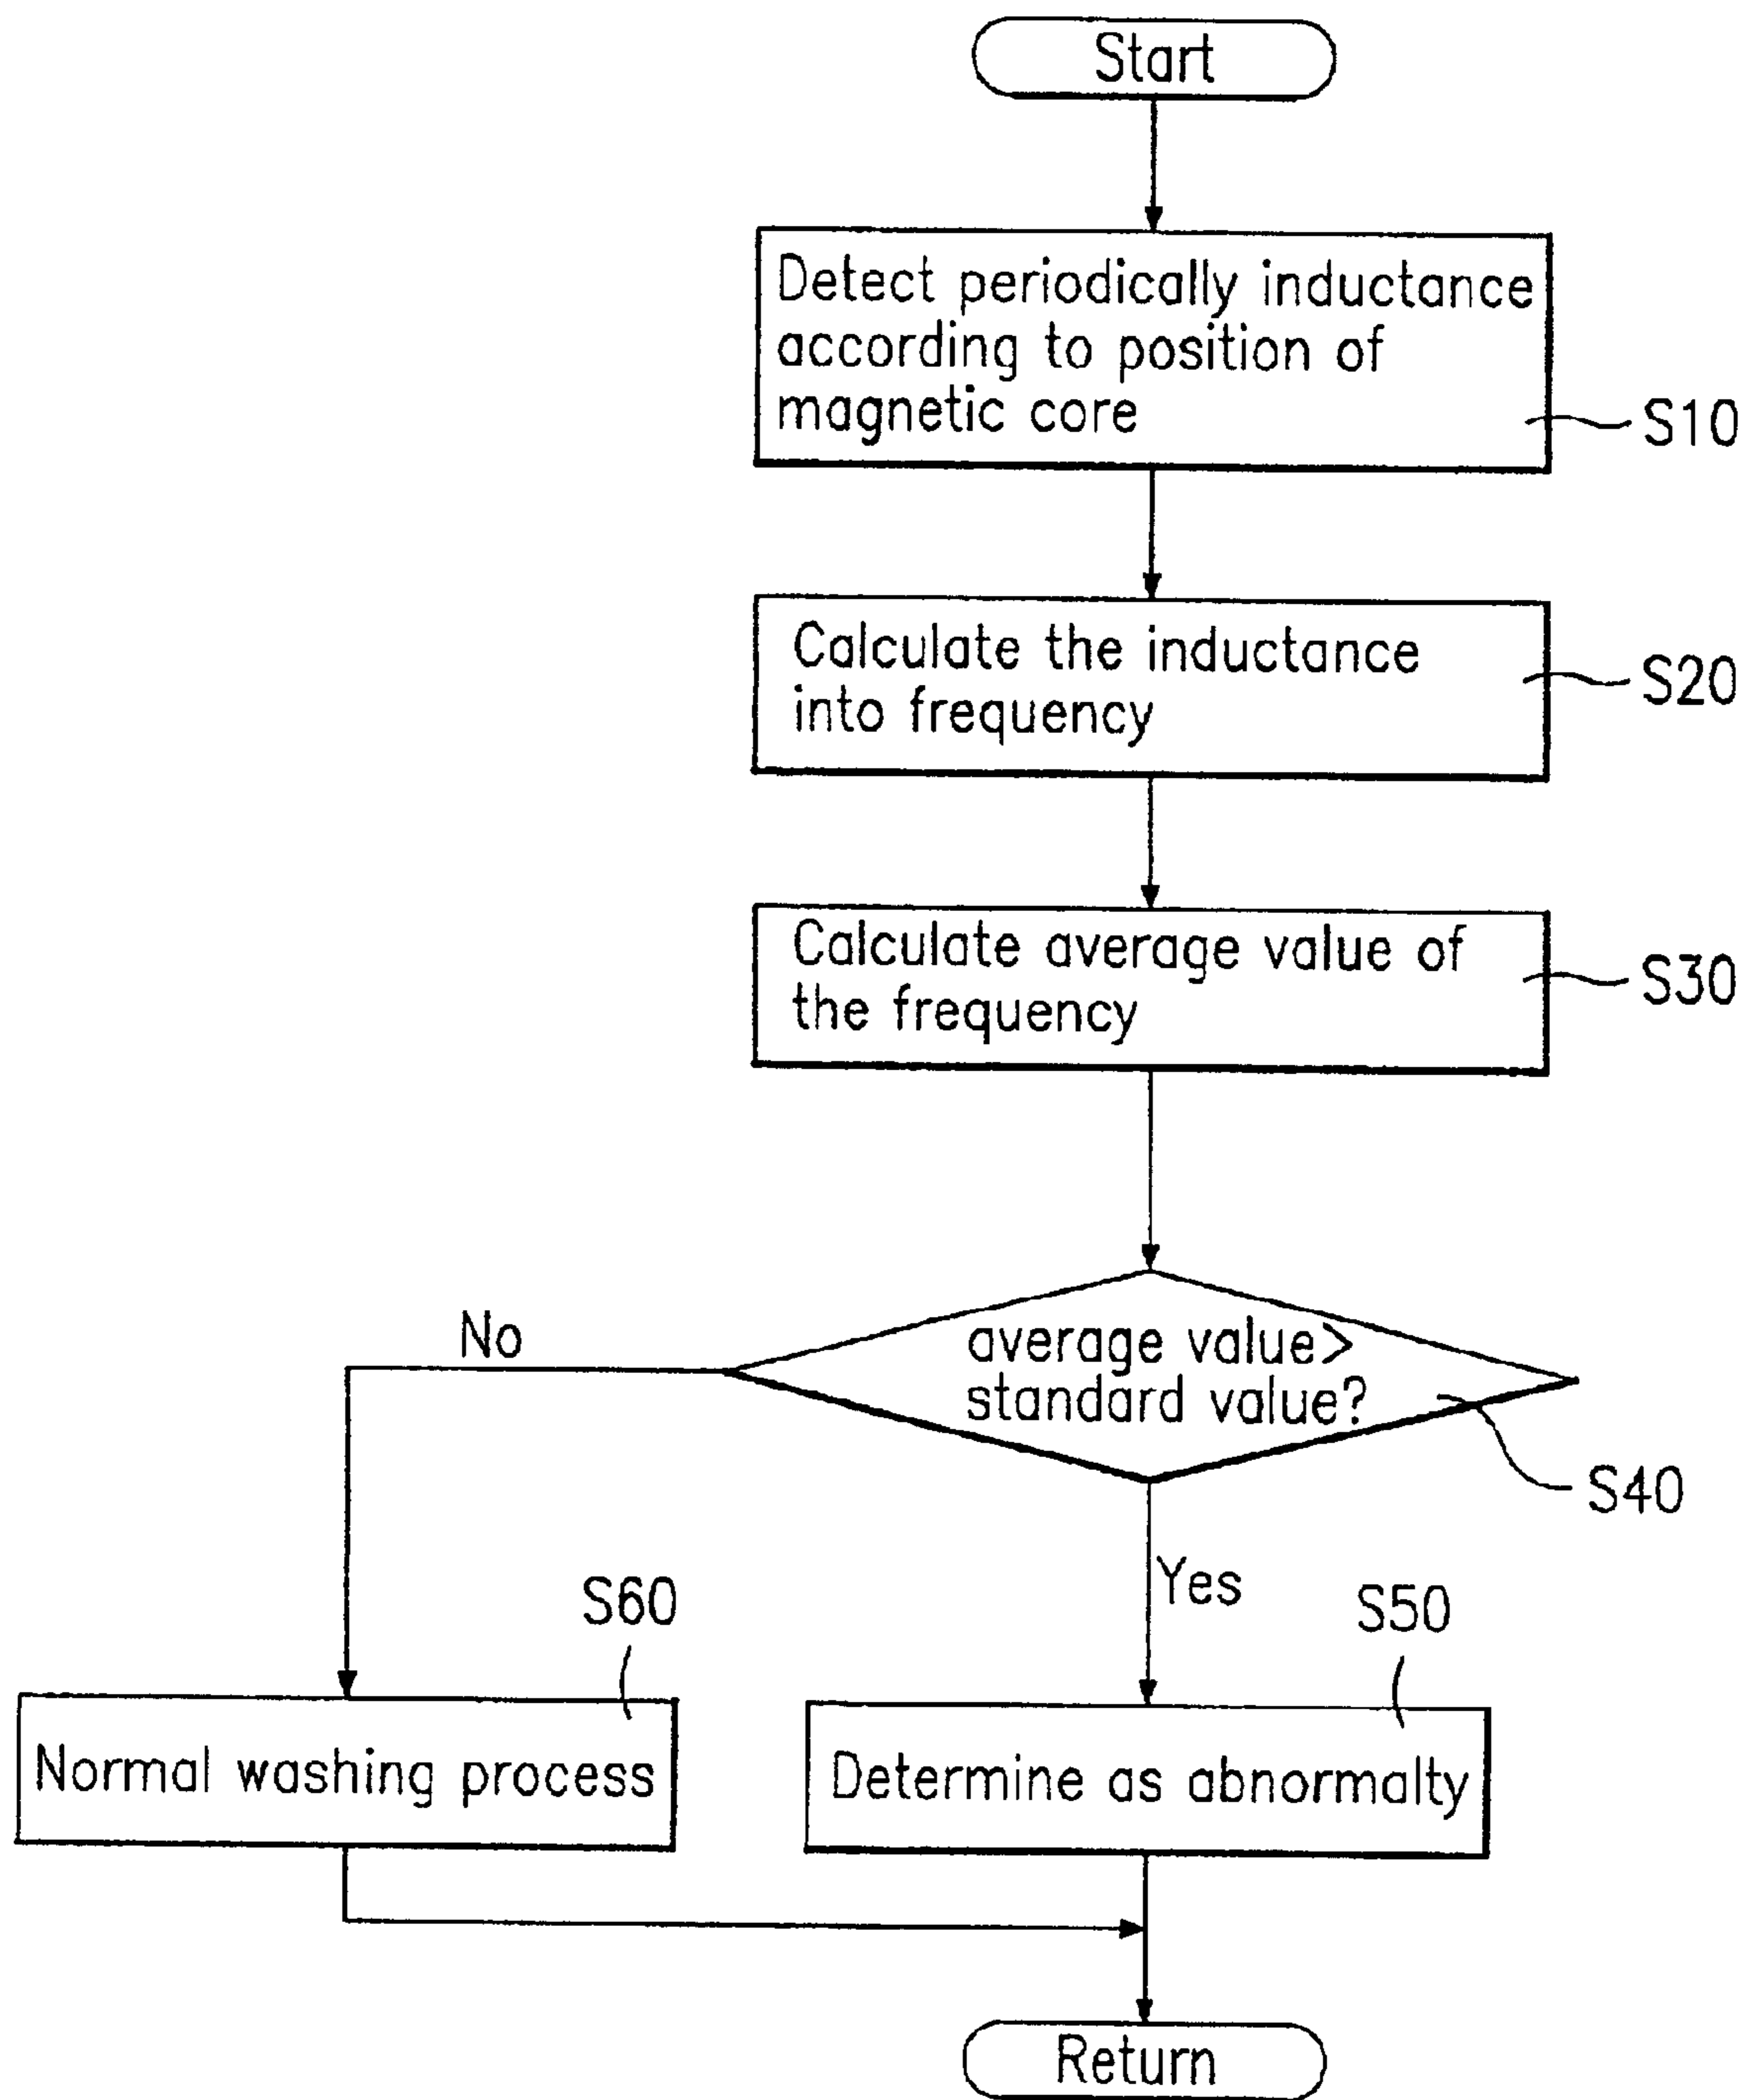 Start
Detect periodically inductance
according to position of
magnetic core
S10
Calculate the inductance
into frequency
S20
Calculate average value of
the frequency
S30
average value>
standard value?
S40
No
Yes
S60
S50
Normal washing process
Determine as abnormalty
Return